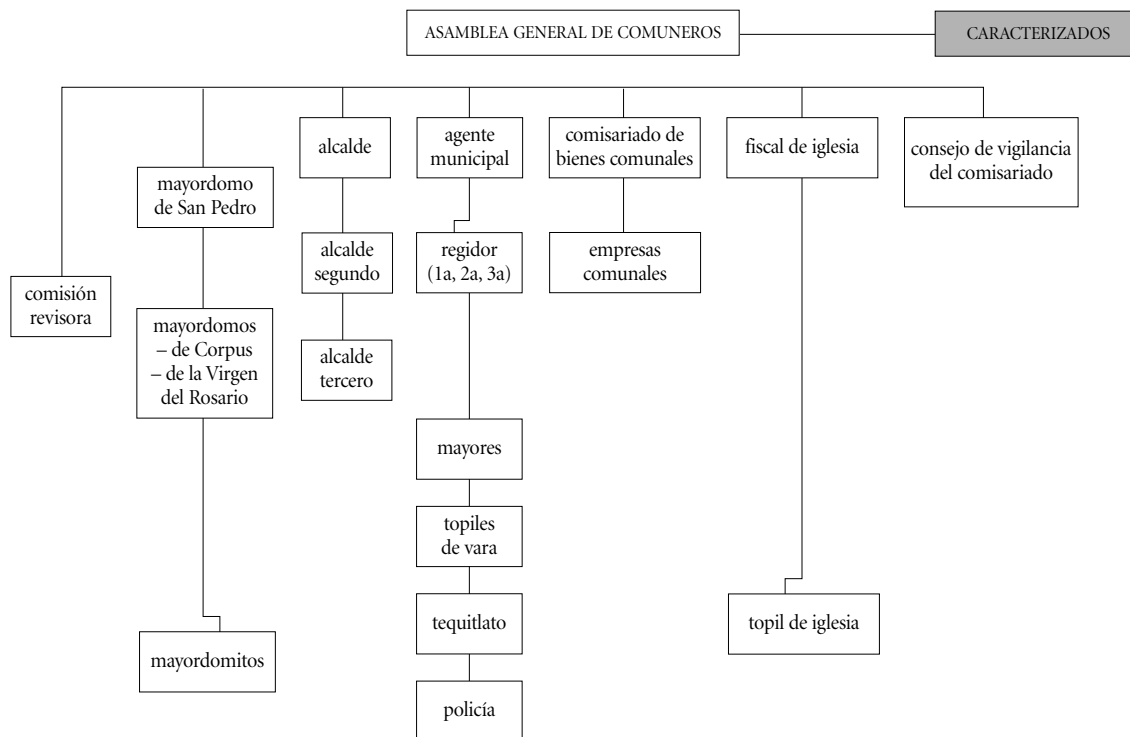 ASAMBLEA GENERAL DE COMUNEROS
CARACTERIZADOS
comisión
revisora
mayordomo
de San Pedro
mayordomos
– de Corpus
– de la Virgen
del Rosario
mayordomitos
alcalde
alcalde
segundo
alcalde
tercero
agente
municipal
regidor
(1a, 2a, 3a)
mayores
topiles
de vara
tequitlato
policía
comisariado de
bienes comunales
empresas
comunales
fiscal de iglesia
topil de iglesia
consejo de vigilancia
del comisariado